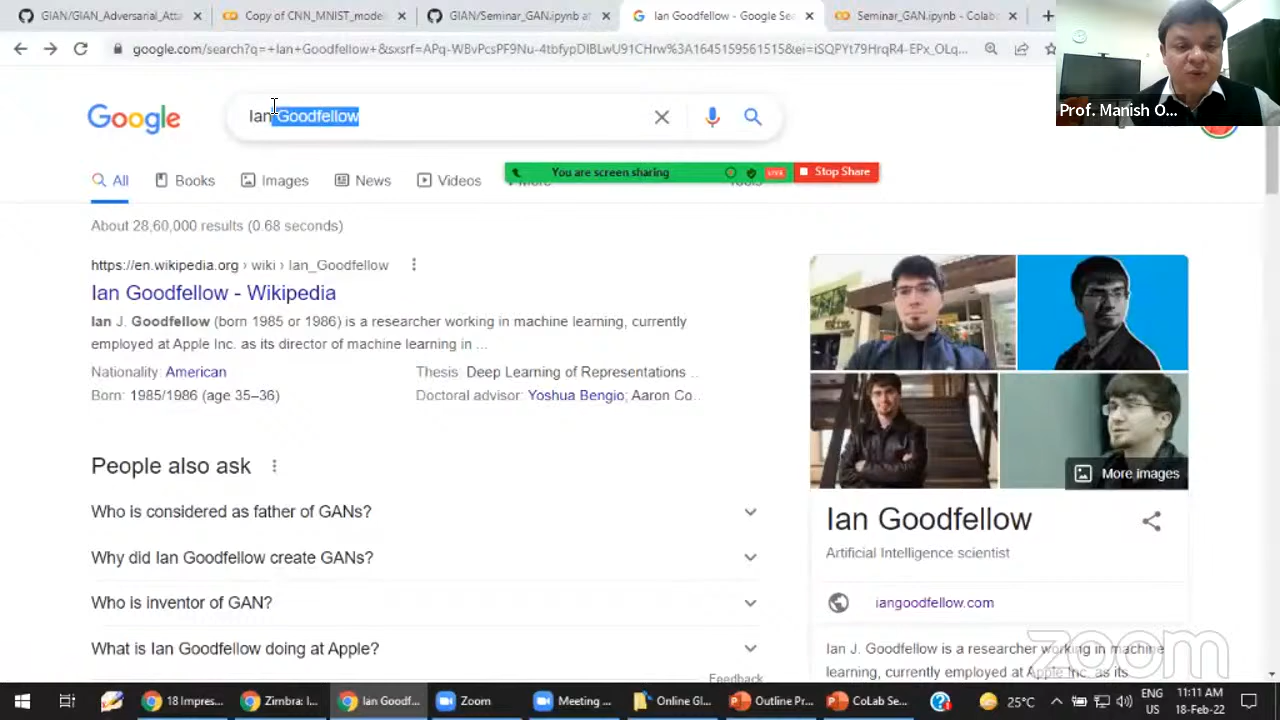 GIAN/GIAN_Adversarial_Atta
Copy of CNN_MNIST_mode
GIAN/Seminar_GAN.ipynb at
Ian Goodfellow - Google Sea
Seminar_GAN.ipynb - Colab
google.com/search?q=+Ian+Goodfellow+&sxsrf=APq-WBvPcsPF9Nu-4tbfypDIBLwU91CHrw%3A1645159561515&ei=iSQPYt79HrqR4-EPx_OLq...
Prof. Manish O...
Google
Ian Goodfellow
All
Books
Images
News
Videos
More
Tools
You are screen sharing
LIVE
Stop Share
About 28,60,000 results (0.68 seconds)
https://en.wikipedia.org › wiki › Ian_Goodfellow
Ian Goodfellow - Wikipedia
Ian J. Goodfellow (born 1985 or 1986) is a researcher working in machine learning, currently
employed at Apple Inc. as its director of machine learning in ...
Nationality: American
Thesis: Deep Learning of Representations ..
Born: 1985/1986 (age 35–36)
Doctoral advisor: Yoshua Bengio; Aaron Co..
People also ask
Who is considered as father of GANs?
Why did Ian Goodfellow create GANs?
Who is inventor of GAN?
What is Ian Goodfellow doing at Apple?
Feedback
More images
Ian Goodfellow
Artificial Intelligence scientist
iangoodfellow.com
Ian J. Goodfellow is a researcher working in machine
learning, currently employed at Apple Inc. as its
zoom
18 Impres...
Zimbra: I...
Ian Goodf...
Zoom
Meeting ...
Online GI...
Outline Pr...
CoLab Se...
25°C
ENG
US
11:11 AM
18-Feb-22